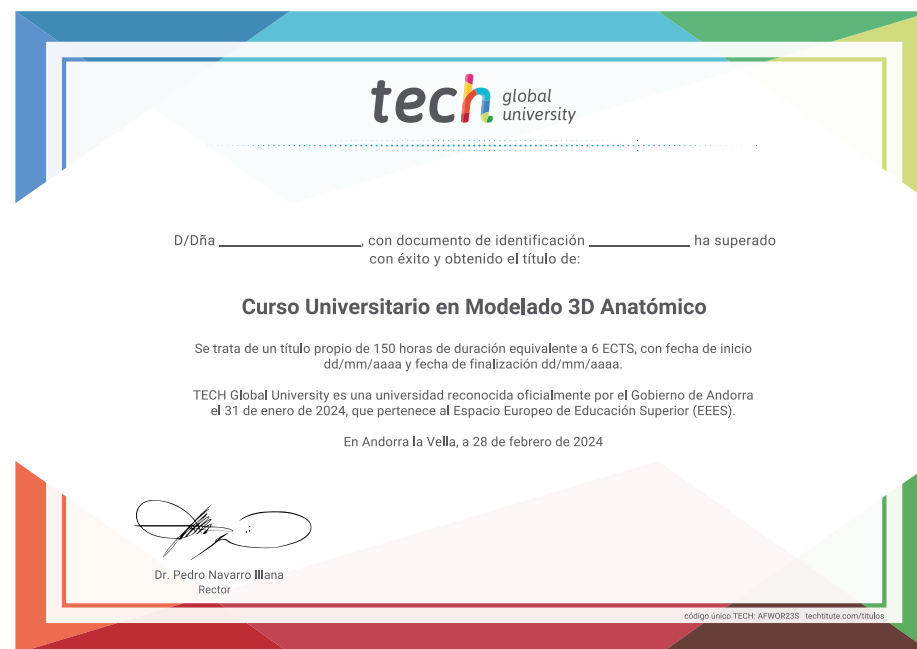 tech global university
D/Dña ____________________, con documento de identificación ______________ ha superado
con éxito y obtenido el título de:
Curso Universitario en Modelado 3D Anatómico
Se trata de un título propio de 150 horas de duración equivalente a 6 ECTS, con fecha de inicio
dd/mm/aaaa y fecha de finalización dd/mm/aaaa.
TECH Global University es una universidad reconocida oficialmente por el Gobierno de Andorra
el 31 de enero de 2024, que pertenece al Espacio Europeo de Educación Superior (EEES).
En Andorra la Vella, a 28 de febrero de 2024
Dr. Pedro Navarro Illana
Rector
código único TECH: AFWOR23S techtitute.com/titulos